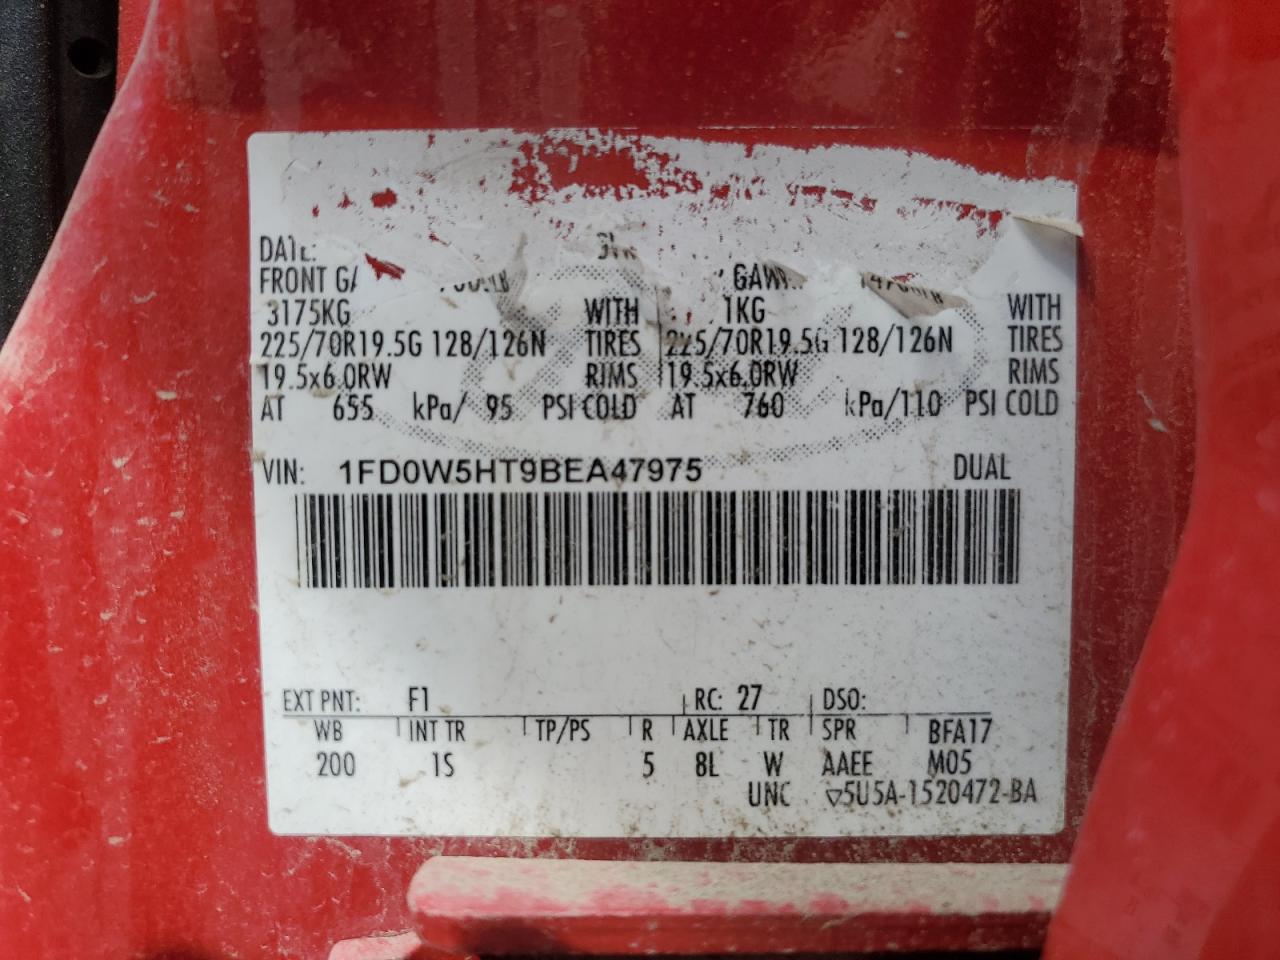 DATE:
FRONT
GAWR
3175KG WITH 1KG WITH
225/70R19.5G 128/126N TIRES 225/70R19.5G 128/126N TIRES
19.5x6.0RW RIMS 19.5x6.0RW RIMS
AT 655 kPa/ 95 PSI COLD AT 760 kPa/110 PSI COLD
VIN: 1FD0W5HT9BEA47975 DUAL
EXT PNT: F1 RC: 27 DSO:
WB INT TR TP/PS R AXLE TR SPR BFA17
200 1S 5 8L W AAEE M05
UNC ▽5U5A-1520472-BA